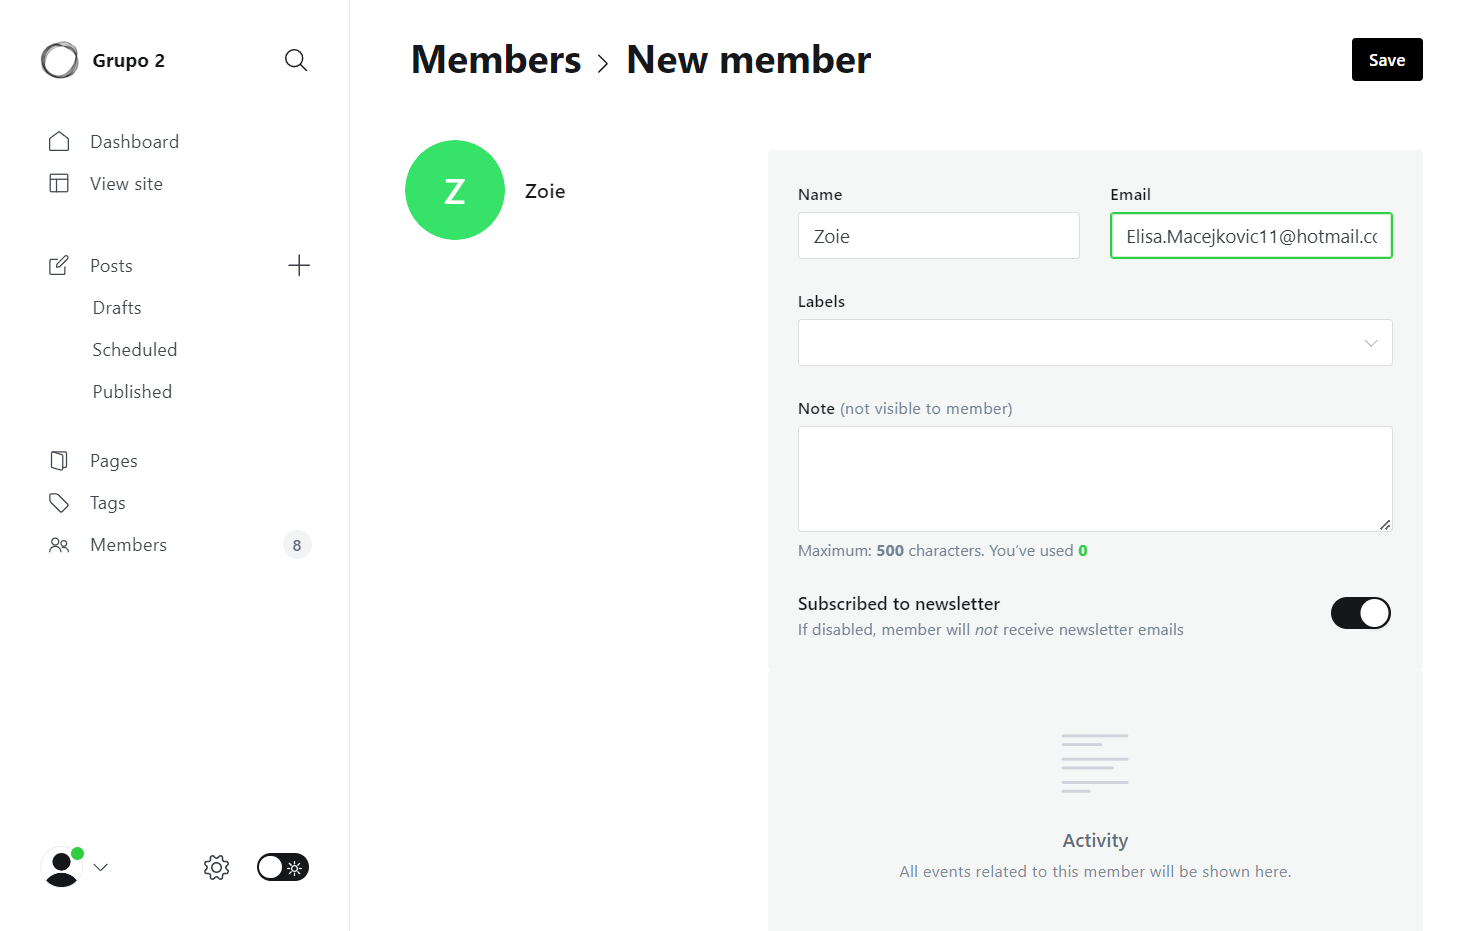 Grupo 2
Dashboard
View site
Posts
Drafts
Scheduled
Published
Pages
Tags
Members 8
Members > New member
Save
Z
Zoie
Name
Zoie
Email
Elisa.Macejkovic11@hotmail.cc
Labels
Note (not visible to member)
Maximum: 500 characters. You’ve used 0
Subscribed to newsletter
If disabled, member will not receive newsletter emails
Activity
All events related to this member will be shown here.